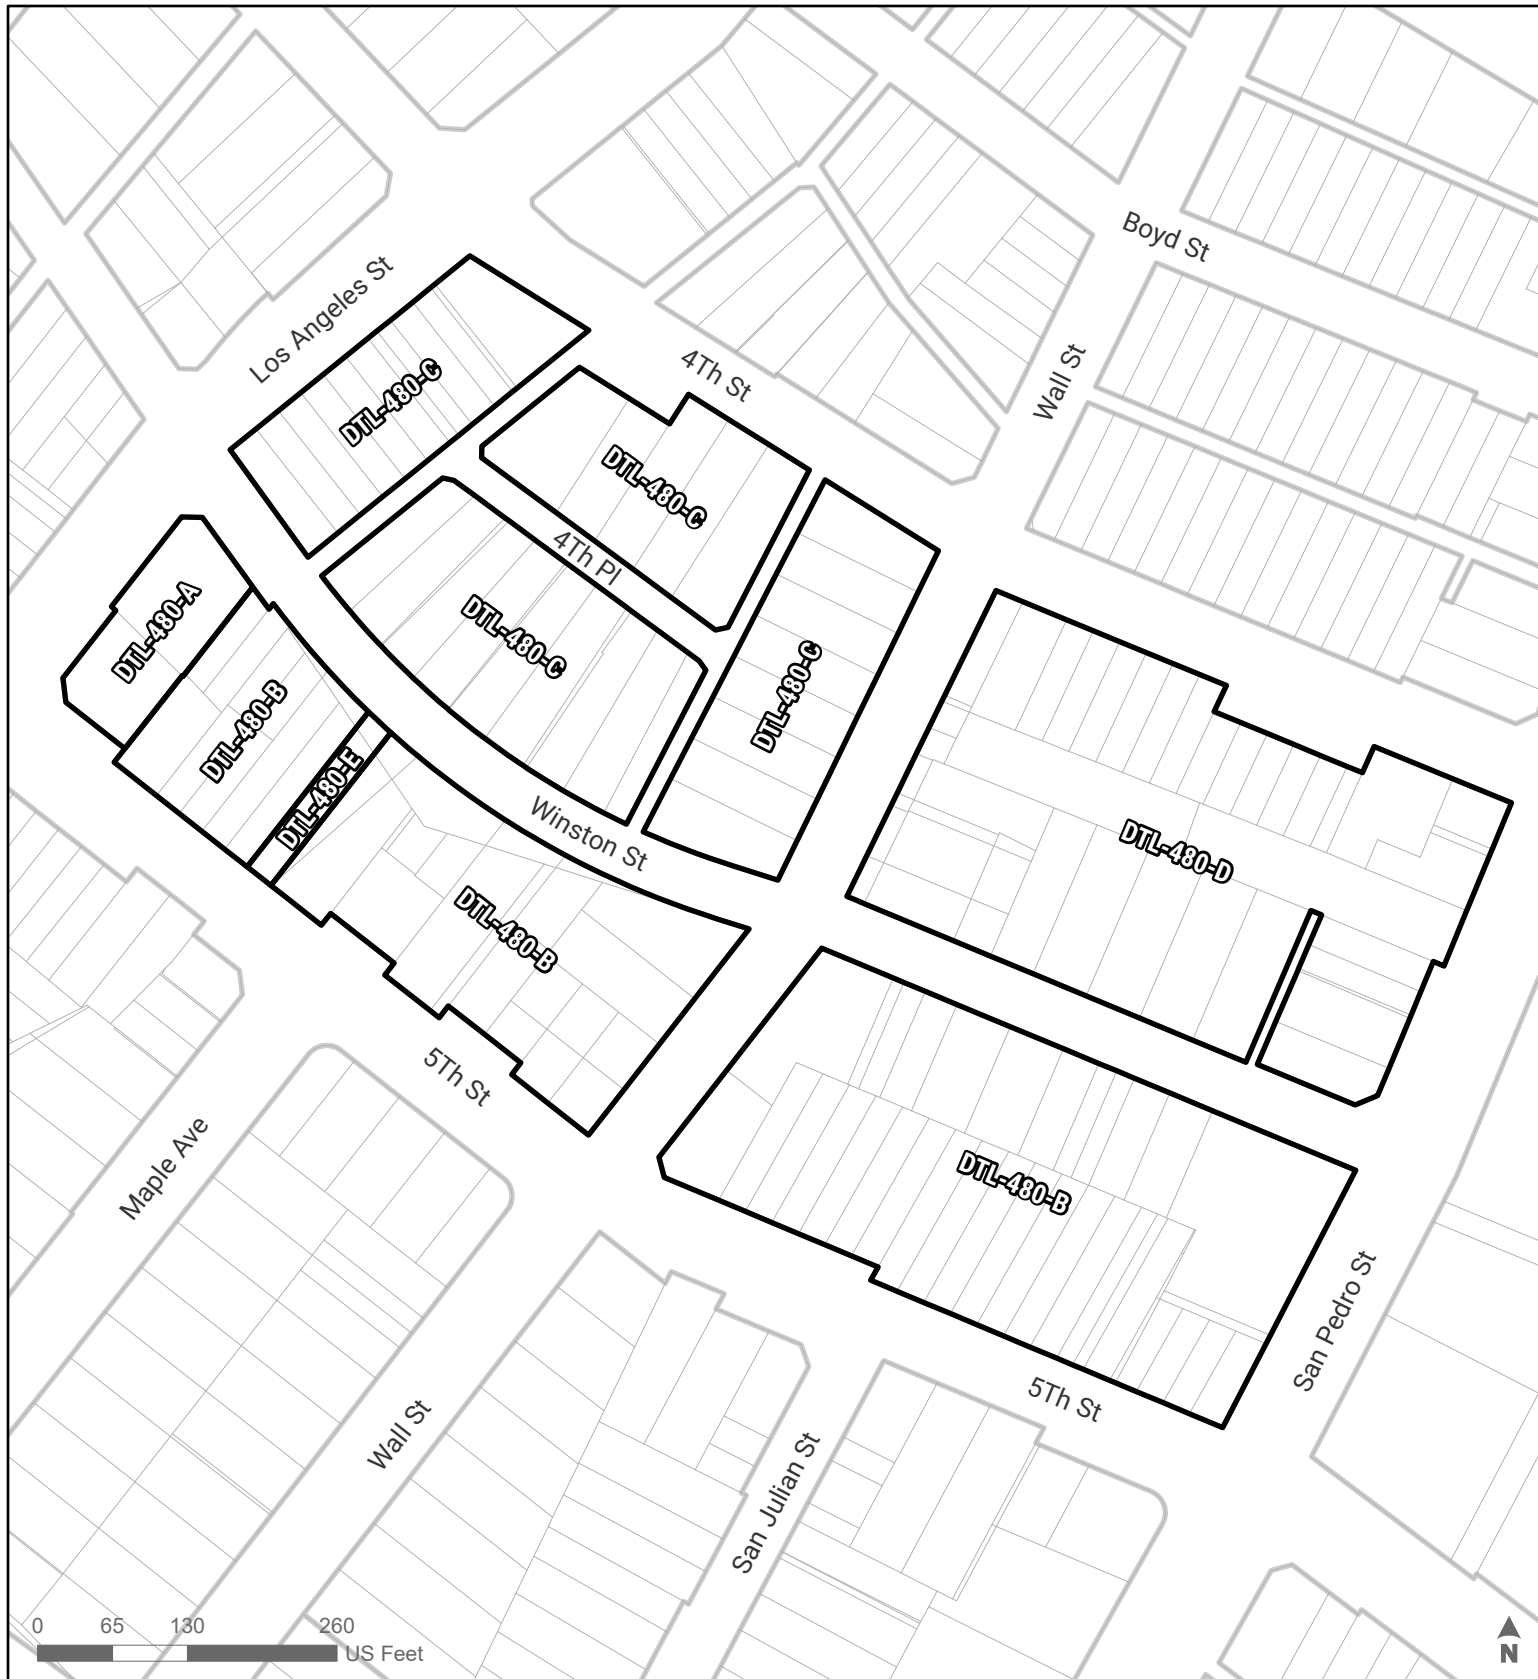 Boyd St
Los Angeles St
4Th St
Wall St
DTL-480-C
DTL-480-C
4Th Pl
DTL-480-A
DTL-480-C
DTL-480-C
DTL-480-B
DTL-480-E
Winston St
DTL-480-D
DTL-480-B
5Th St
Maple Ave
DTL-480-B
San Pedro St
5Th St
Wall St
San Julian St
0 65 130 260
US Feet
N